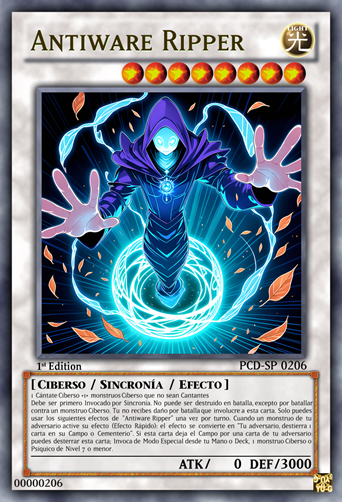 ANTIWARE RIPPER
LIGHT
光
1st Edition
PCD-SP 0206
[ CIBERSO / SINCRONÍA / EFECTO ]
1 Cantate Ciberso +1> monstruos Ciberso que no sean Cantantes
Debe ser primero Invocado por Sincronía. No puede ser destruido en batalla, excepto por batallar
contra un monstruo Ciberso. Tu no recibes daño por batalla que involucre a esta carta. Solo puedes
usar los siguientes efectos de "Antiware Ripper" una vez por turno. Cuando un monstruo de tu
adversario active su efecto (Efecto Rápido): el efecto se convierte en "Tu adversario, destierra 1
carta en su Campo o Cementerio". Si esta carta deja el Campo por una carta de tu adversario:
puedes desterrar esta carta; Invoca de Modo Especial desde tu Mano o Deck, 1 monstruo Ciberso o
Psíquico de Nivel 7 o menor.
ATK/ 0 DEF/3000
00000206